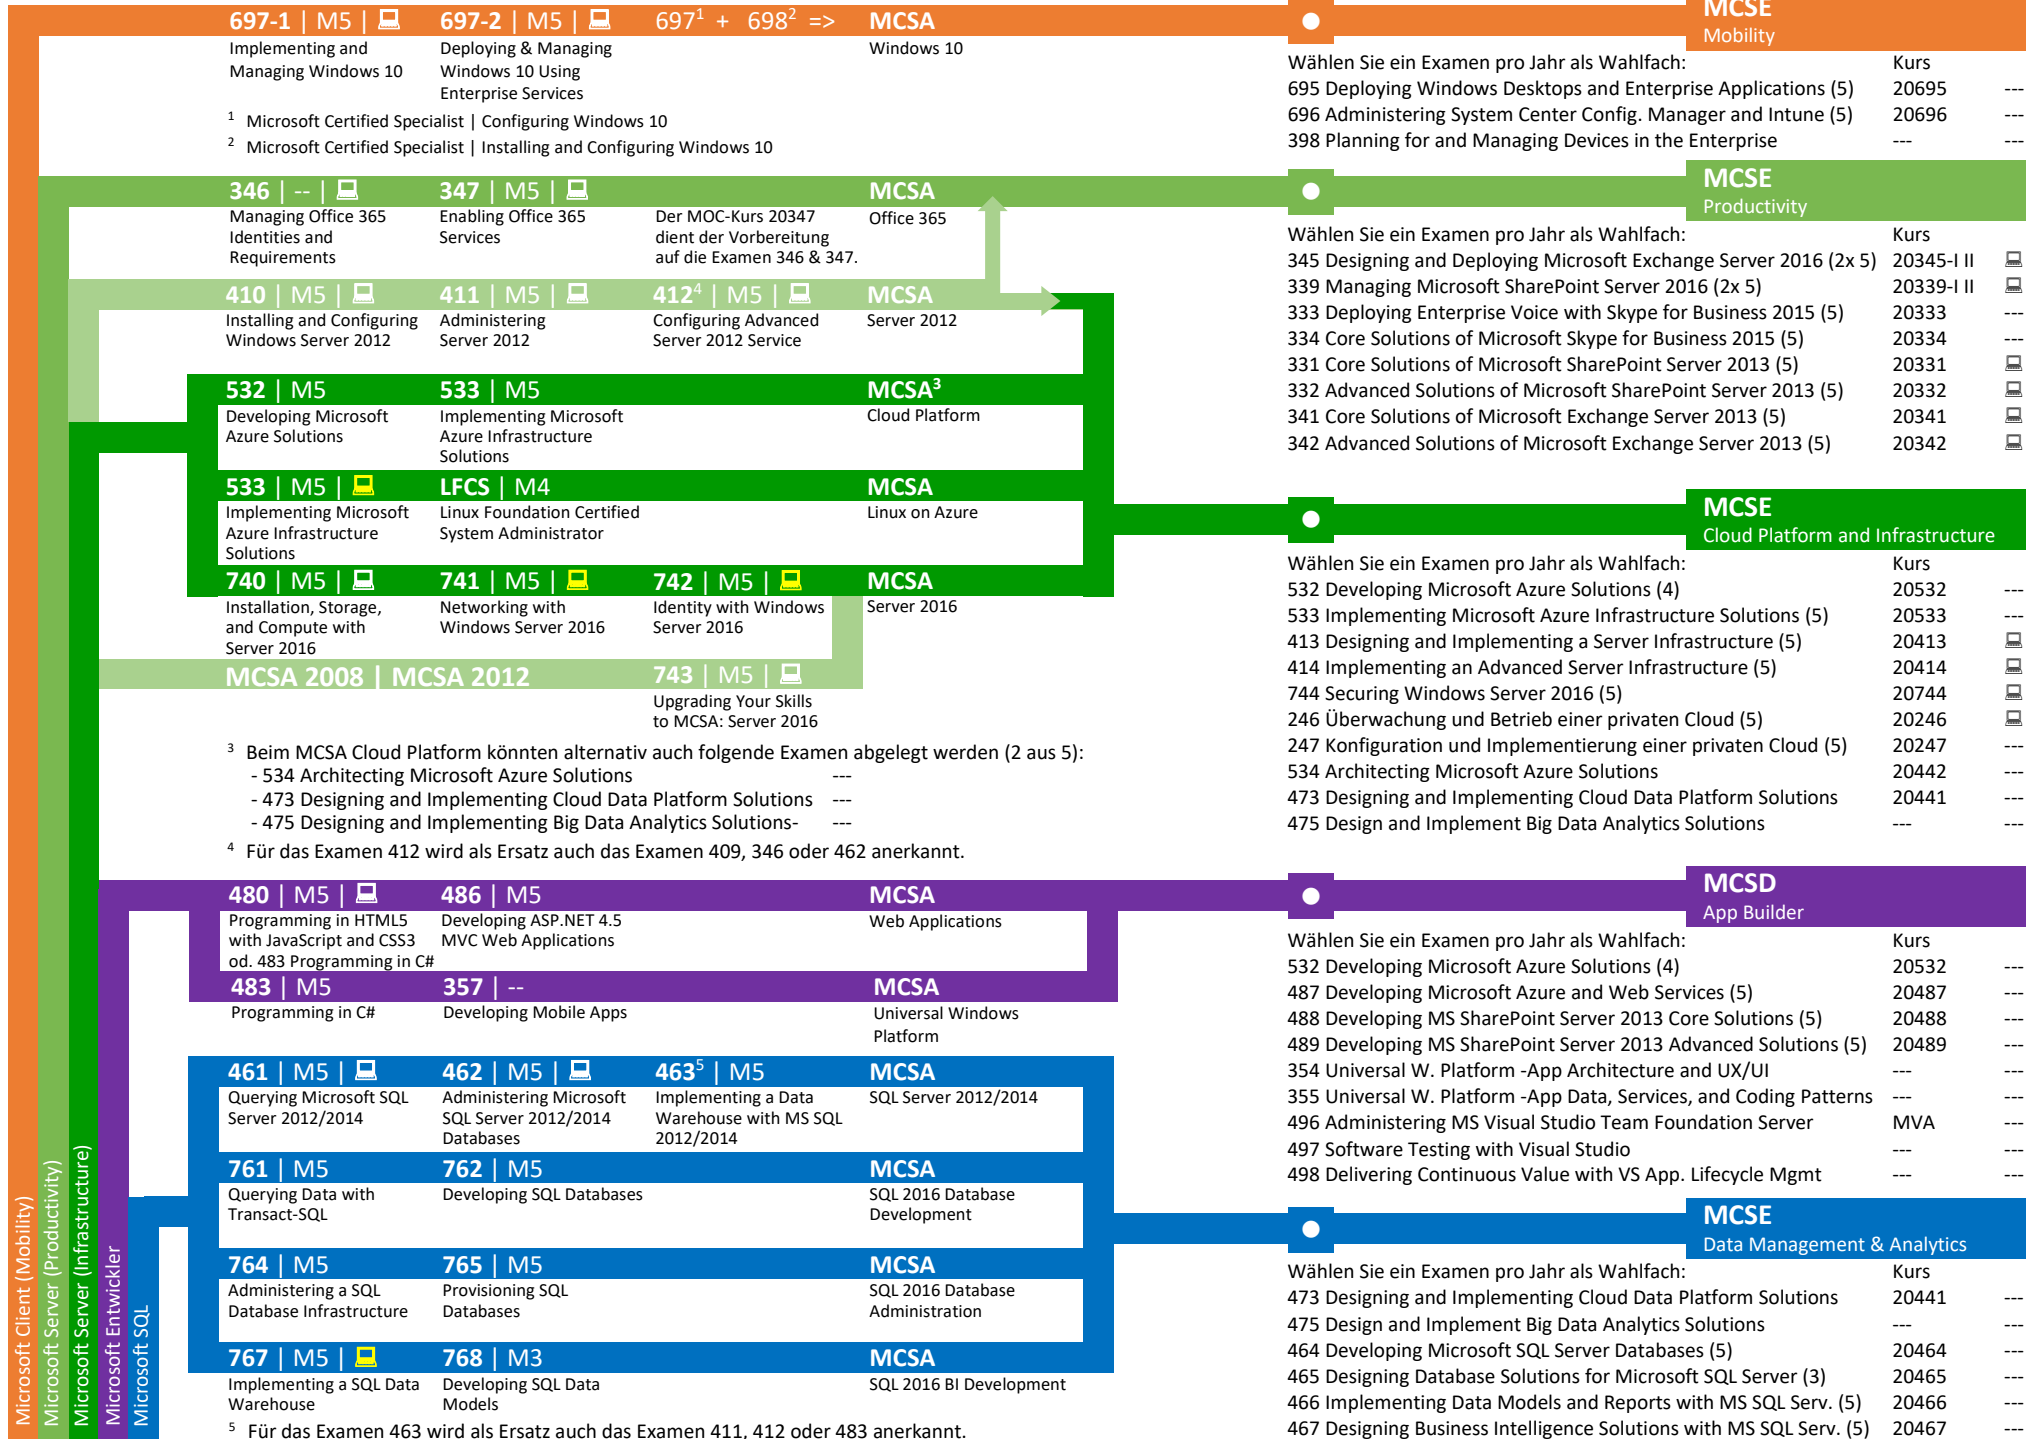 697-1 | M5 | 697-2 | M5 | 697¹ + 698² => MCSA
Implementing and Managing Windows 10
Deploying & Managing Windows 10 Using Enterprise Services
Windows 10
¹ Microsoft Certified Specialist | Configuring Windows 10
² Microsoft Certified Specialist | Installing and Configuring Windows 10
MCSE
Mobility
Wählen Sie ein Examen pro Jahr als Wahlfach: Kurs
695 Deploying Windows Desktops and Enterprise Applications (5) 20695 ---
696 Administering System Center Config. Manager and Intune (5) 20696 ---
398 Planning for and Managing Devices in the Enterprise --- ---
346 | -- | 347 | M5 | MCSA
Managing Office 365 Identities and Requirements
Enabling Office 365 Services
Der MOC-Kurs 20347 dient der Vorbereitung auf die Examen 346 & 347.
Office 365
MCSE
Productivity
Wählen Sie ein Examen pro Jahr als Wahlfach: Kurs
345 Designing and Deploying Microsoft Exchange Server 2016 (2x 5) 20345-I II
339 Managing Microsoft SharePoint Server 2016 (2x 5) 20339-I II
333 Deploying Enterprise Voice with Skype for Business 2015 (5) 20333 ---
334 Core Solutions of Microsoft Skype for Business 2015 (5) 20334 ---
331 Core Solutions of Microsoft SharePoint Server 2013 (5) 20331
332 Advanced Solutions of Microsoft SharePoint Server 2013 (5) 20332
341 Core Solutions of Microsoft Exchange Server 2013 (5) 20341
342 Advanced Solutions of Microsoft Exchange Server 2013 (5) 20342
410 | M5 | 411 | M5 | 412⁴ | M5 | MCSA
Installing and Configuring Windows Server 2012
Administering Server 2012
Configuring Advanced Server 2012 Service
Server 2012
532 | M5 533 | M5 MCSA³
Developing Microsoft Azure Solutions
Implementing Microsoft Azure Infrastructure Solutions
Cloud Platform
533 | M5 | LFCS | M4 MCSA
Implementing Microsoft Azure Infrastructure Solutions
Linux Foundation Certified System Administrator
Linux on Azure
740 | M5 | 741 | M5 | 742 | M5 | MCSA
Installation, Storage, and Compute with Server 2016
Networking with Windows Server 2016
Identity with Windows Server 2016
Server 2016
MCSA 2008 | MCSA 2012 743 | M5 |
Upgrading Your Skills to MCSA: Server 2016
³ Beim MCSA Cloud Platform könnten alternativ auch folgende Examen abgelegt werden (2 aus 5):
- 534 Architecting Microsoft Azure Solutions ---
- 473 Designing and Implementing Cloud Data Platform Solutions ---
- 475 Designing and Implementing Big Data Analytics Solutions- ---
⁴ Für das Examen 412 wird als Ersatz auch das Examen 409, 346 oder 462 anerkannt.
MCSE
Cloud Platform and Infrastructure
Wählen Sie ein Examen pro Jahr als Wahlfach: Kurs
532 Developing Microsoft Azure Solutions (4) 20532 ---
533 Implementing Microsoft Azure Infrastructure Solutions (5) 20533 ---
413 Designing and Implementing a Server Infrastructure (5) 20413
414 Implementing an Advanced Server Infrastructure (5) 20414
744 Securing Windows Server 2016 (5) 20744
246 Überwachung und Betrieb einer privaten Cloud (5) 20246
247 Konfiguration und Implementierung einer privaten Cloud (5) 20247 ---
534 Architecting Microsoft Azure Solutions 20442 ---
473 Designing and Implementing Cloud Data Platform Solutions 20441 ---
475 Design and Implement Big Data Analytics Solutions --- ---
480 | M5 | 486 | M5 MCSA
Programming in HTML5 with JavaScript and CSS3 od. 483 Programming in C#
Developing ASP.NET 4.5 MVC Web Applications
Web Applications
483 | M5 357 | -- MCSA
Programming in C#
Developing Mobile Apps
Universal Windows Platform
MCSD
App Builder
Wählen Sie ein Examen pro Jahr als Wahlfach: Kurs
532 Developing Microsoft Azure Solutions (4) 20532 ---
487 Developing Microsoft Azure and Web Services (5) 20487 ---
488 Developing MS SharePoint Server 2013 Core Solutions (5) 20488 ---
489 Developing MS SharePoint Server 2013 Advanced Solutions (5) 20489 ---
354 Universal W. Platform -App Architecture and UX/UI --- ---
355 Universal W. Platform -App Data, Services, and Coding Patterns --- ---
496 Administering MS Visual Studio Team Foundation Server MVA ---
497 Software Testing with Visual Studio --- ---
498 Delivering Continuous Value with VS App. Lifecycle Mgmt --- ---
461 | M5 | 462 | M5 | 463⁵ | M5 MCSA
Querying Microsoft SQL Server 2012/2014
Administering Microsoft SQL Server 2012/2014 Databases
Implementing a Data Warehouse with MS SQL 2012/2014
SQL Server 2012/2014
761 | M5 762 | M5 MCSA
Querying Data with Transact-SQL
Developing SQL Databases
SQL 2016 Database Development
764 | M5 765 | M5 MCSA
Administering a SQL Database Infrastructure
Provisioning SQL Databases
SQL 2016 Database Administration
767 | M5 | 768 | M3 MCSA
Implementing a SQL Data Warehouse
Developing SQL Data Models
SQL 2016 BI Development
⁵ Für das Examen 463 wird als Ersatz auch das Examen 411, 412 oder 483 anerkannt.
MCSE
Data Management & Analytics
Wählen Sie ein Examen pro Jahr als Wahlfach: Kurs
473 Designing and Implementing Cloud Data Platform Solutions 20441 ---
475 Design and Implement Big Data Analytics Solutions --- ---
464 Developing Microsoft SQL Server Databases (5) 20464 ---
465 Designing Database Solutions for Microsoft SQL Server (3) 20465 ---
466 Implementing Data Models and Reports with MS SQL Serv. (5) 20466 ---
467 Designing Business Intelligence Solutions with MS SQL Serv. (5) 20467 ---
Microsoft Client (Mobility)
Microsoft Server (Productivity)
Microsoft Server (Infrastructure)
Microsoft Entwickler
Microsoft SQL